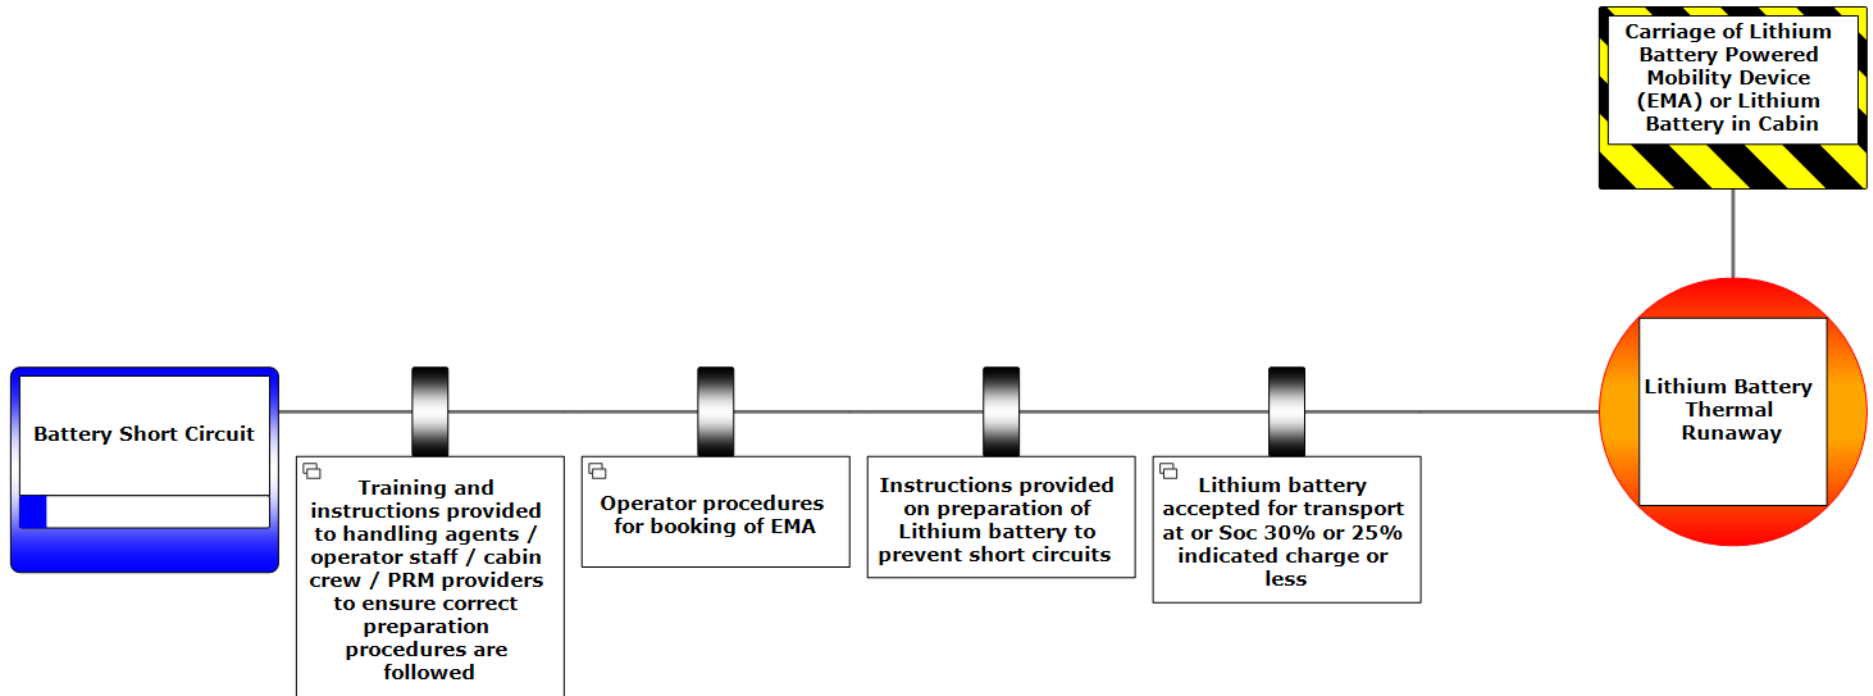 Carriage of Lithium
Battery Powered
Mobility Device
(EMA) or Lithium
Battery in Cabin
Battery Short Circuit
Training and
instructions provided
to handling agents /
operator staff / cabin
crew / PRM providers
to ensure correct
preparation
procedures are
followed
Operator procedures
for booking of EMA
Instructions provided
on preparation of
Lithium battery to
prevent short circuits
Lithium battery
accepted for transport
at or Soc 30% or 25%
indicated charge or
less
Lithium Battery
Thermal
Runaway